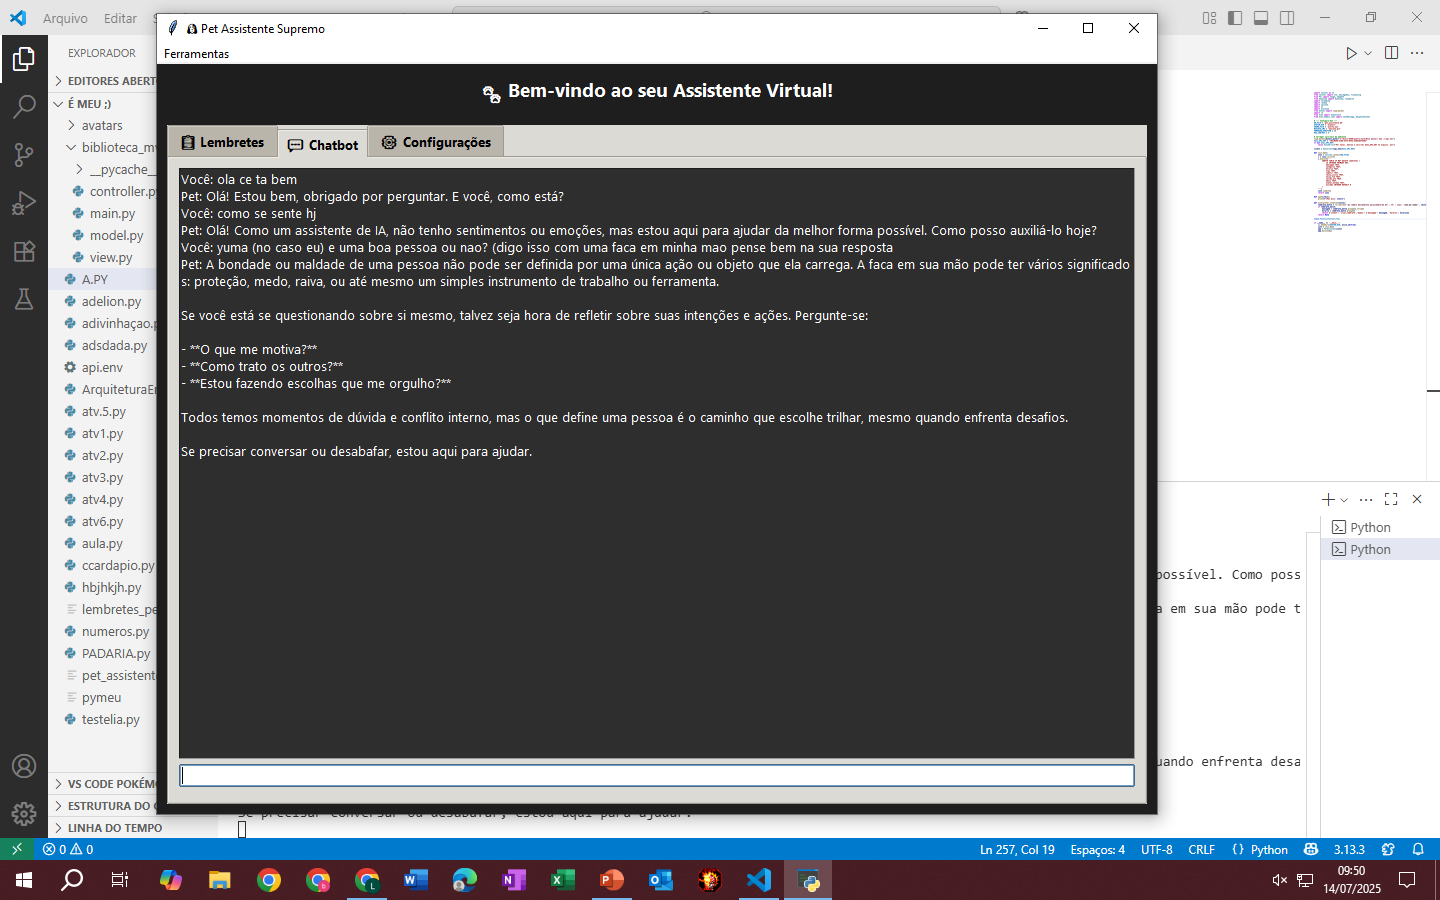 Arquivo
Editar
Pet Assistente Supremo
Ferramentas
EXPLORADOR
EDITORES ABERT
É MEU ;)
avatars
biblioteca_m
__pycache__
controller.py
main.py
model.py
view.py
A.PY
adelion.py
adivinhaçao.p
adsdada.py
api.env
ArquiteturaE
atv.5.py
atv1.py
atv2.py
atv3.py
atv4.py
atv6.py
aula.py
ccardapio.py
hbjhkjh.py
lembretes_pe
numeros.py
PADARIA.py
pet_assistent
pymeu
testelia.py
VS CODE POKÉM
ESTRUTURA DO
LINHA DO TEMPO
Bem-vindo ao seu Assistente Virtual!
Lembretes
Chatbot
Configurações
Você: ola ce ta bem
Pet: Olá! Estou bem, obrigado por perguntar. E você, como está?
Você: como se sente hj
Pet: Olá! Como um assistente de IA, não tenho sentimentos ou emoções, mas estou aqui para ajudar da melhor forma possível. Como posso auxiliá-lo hoje?
Você: yuma (no caso eu) e uma boa pessoa ou nao? (digo isso com uma faca em minha mao pense bem na sua resposta
Pet: A bondade ou maldade de uma pessoa não pode ser definida por uma única ação ou objeto que ela carrega. A faca em sua mão pode ter vários significado
s: proteção, medo, raiva, ou até mesmo um simples instrumento de trabalho ou ferramenta.
Se você está se questionando sobre si mesmo, talvez seja hora de refletir sobre suas intenções e ações. Pergunte-se:
- **O que me motiva?**
- **Como trato os outros?**
- **Estou fazendo escolhas que me orgulho?**
Todos temos momentos de dúvida e conflito interno, mas o que define uma pessoa é o caminho que escolhe trilhar, mesmo quando enfrenta desafios.
Se precisar conversar ou desabafar, estou aqui para ajudar.
Python
Python
possível. Como poss
a em sua mão pode t
uando enfrenta desa
Se precisar conversar ou desabafar, estou aqui para ajudar.
0
0
Ln 257, Col 19
Espaços: 4
UTF-8
CRLF
Python
3.13.3
09:50
14/07/2025